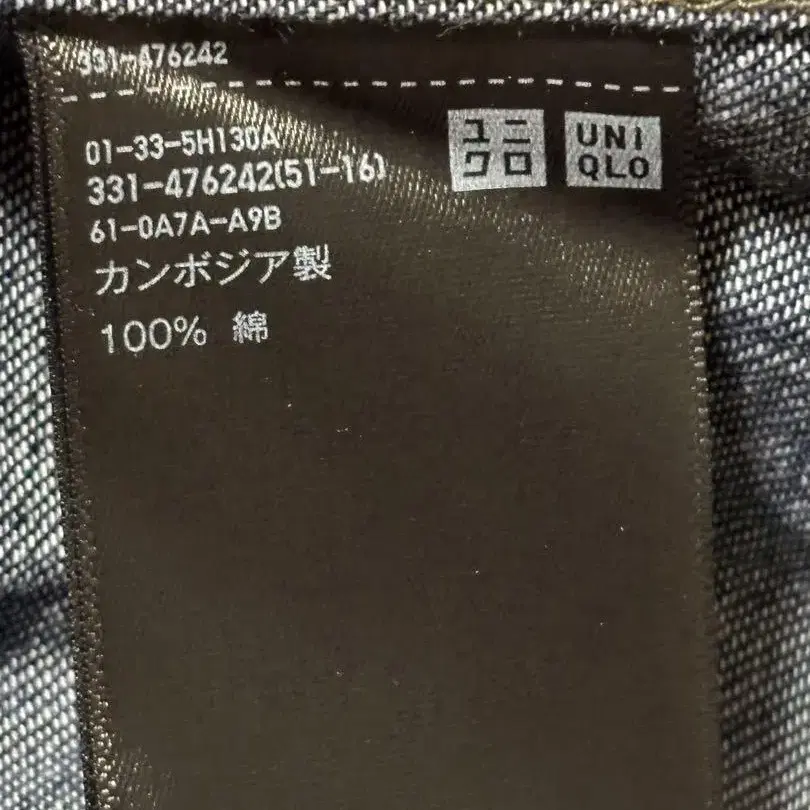 331-476242
01-33-5H130A
331-476242(51-16)
61-0A7A-A9B
カンボジア製
100% 綿
ユニ
クロ
UNI
QLO